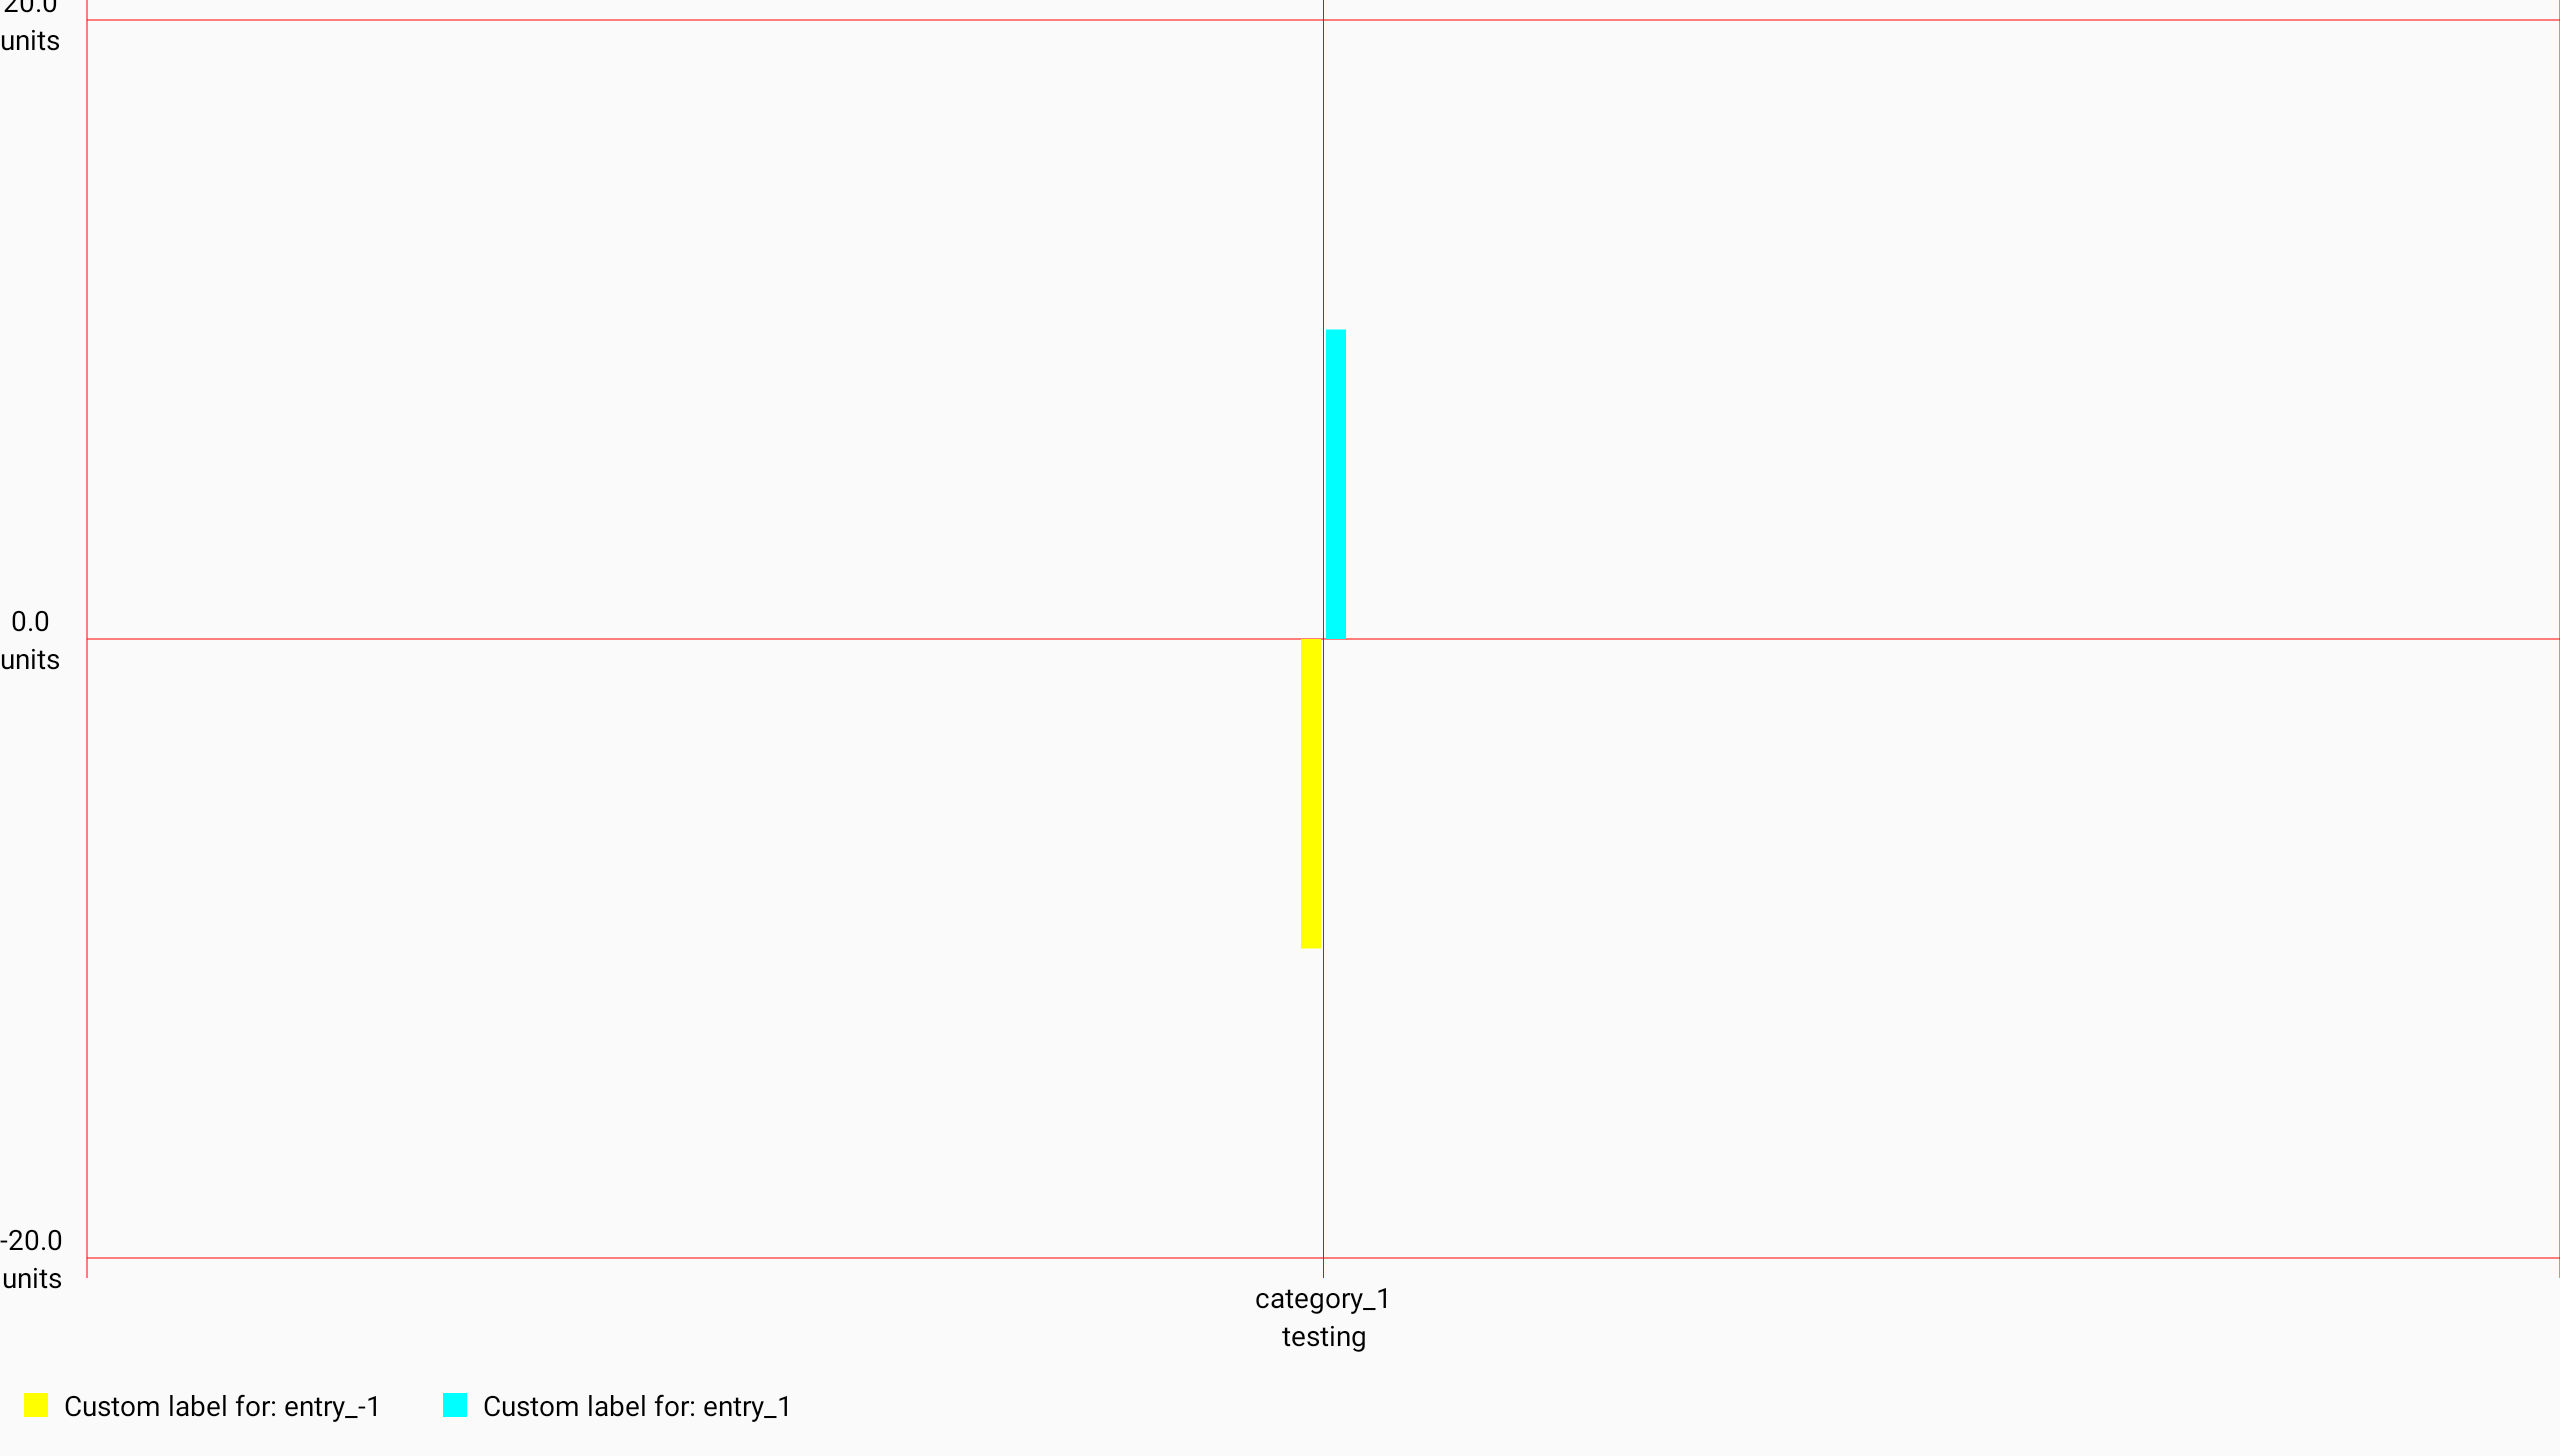 20.0
units
0.0
units
-20.0
units
category_1
testing
Custom label for: entry_-1
Custom label for: entry_1